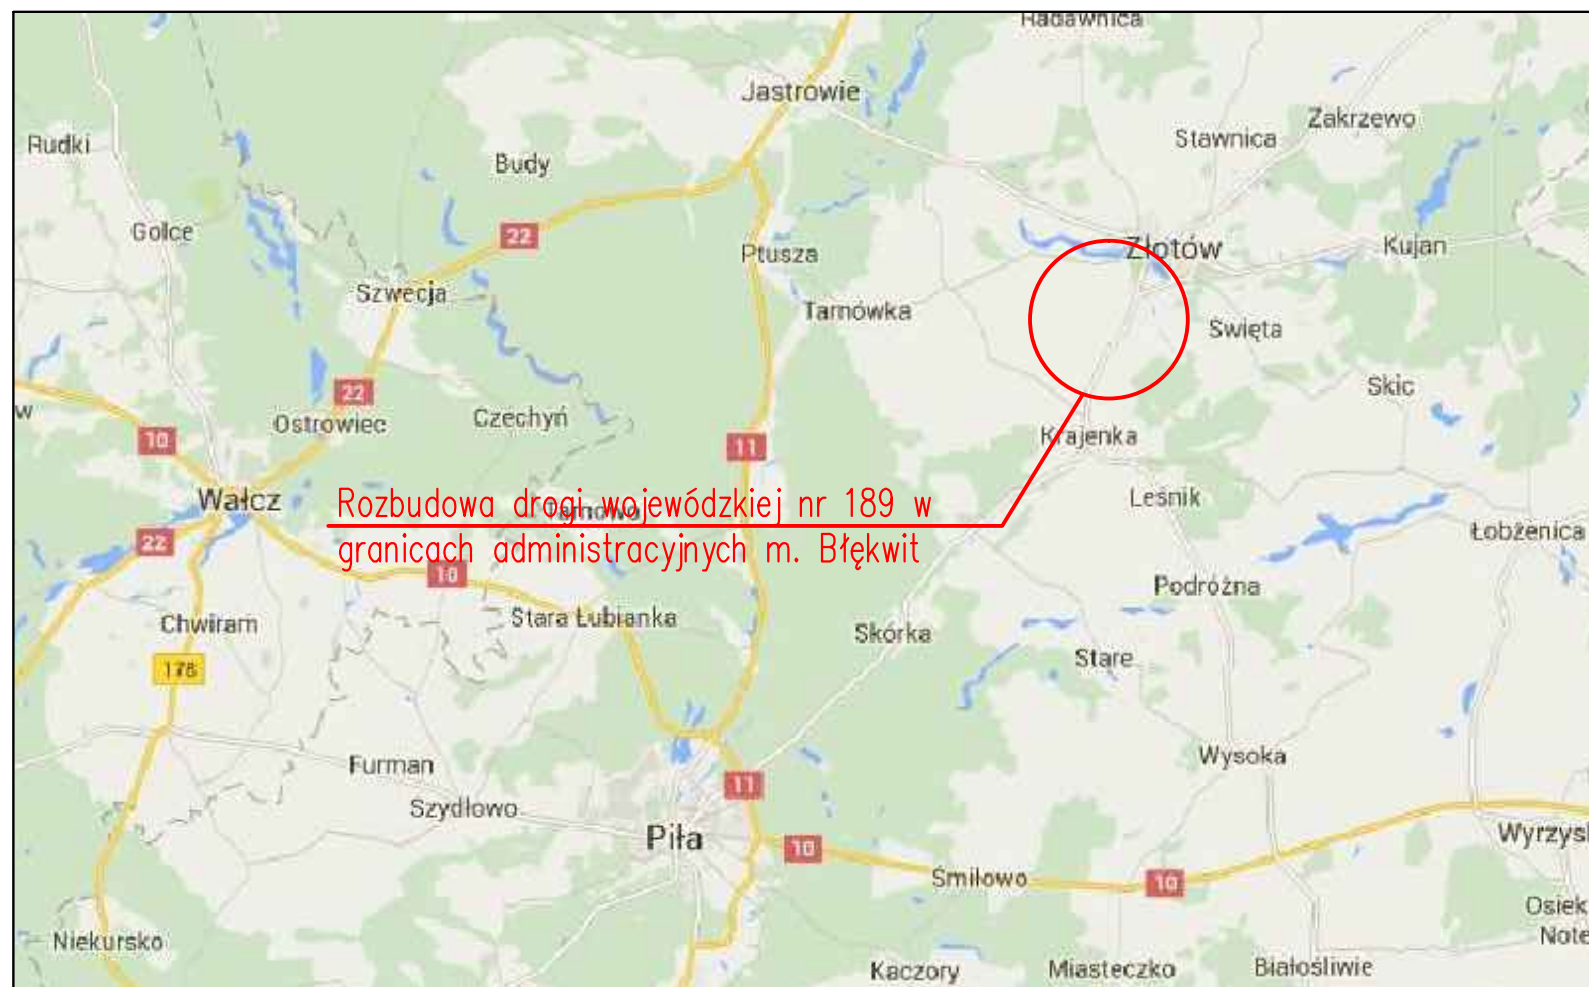 Radawnica
Jastrowie
Zakrzewo
Stawnica
Rudki
Budy
Golce
22
Ptusza
Złotów
Kujan
Szwecja
Tarnówka
Święta
22
Skic
w
Ostrowiec
Czechyń
10
11
Krajenka
Wałcz
Leśnik
Rozbudowa drogi wojewódzkiej nr 189 w
granicach administracyjnych m. Błękwit
Tarnowo
22
Łobżenica
10
Podróżna
Chwiram
Stara Łubianka
Skórka
Stare
178
Furman
Wysoka
11
Szydłowo
Piła
10
Wyrzysk
Śmiłowo
10
Osiek
Note
Niekursko
Kaczory
Miasteczko
Białośliwie